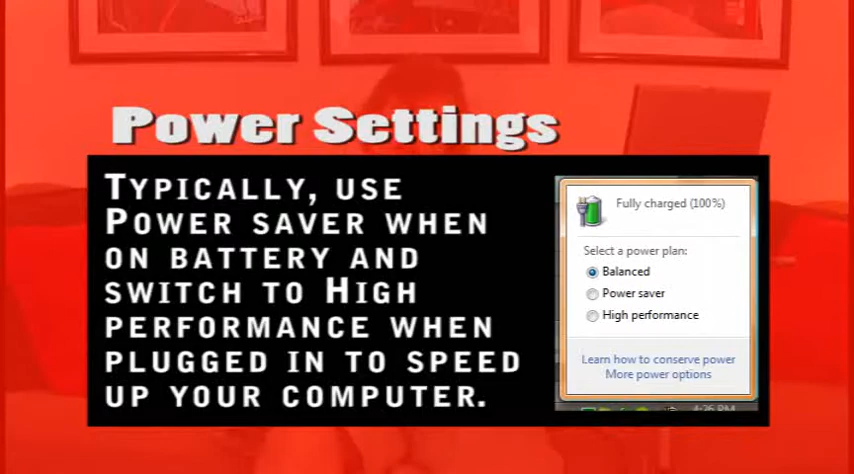 Power Settings
Typically, use
Power saver when
on battery and
switch to High
performance when
plugged in to speed
up your computer.
Fully charged (100%)
Select a power plan:
Balanced
Power saver
High performance
Learn how to conserve power
More power options
4:26 PM